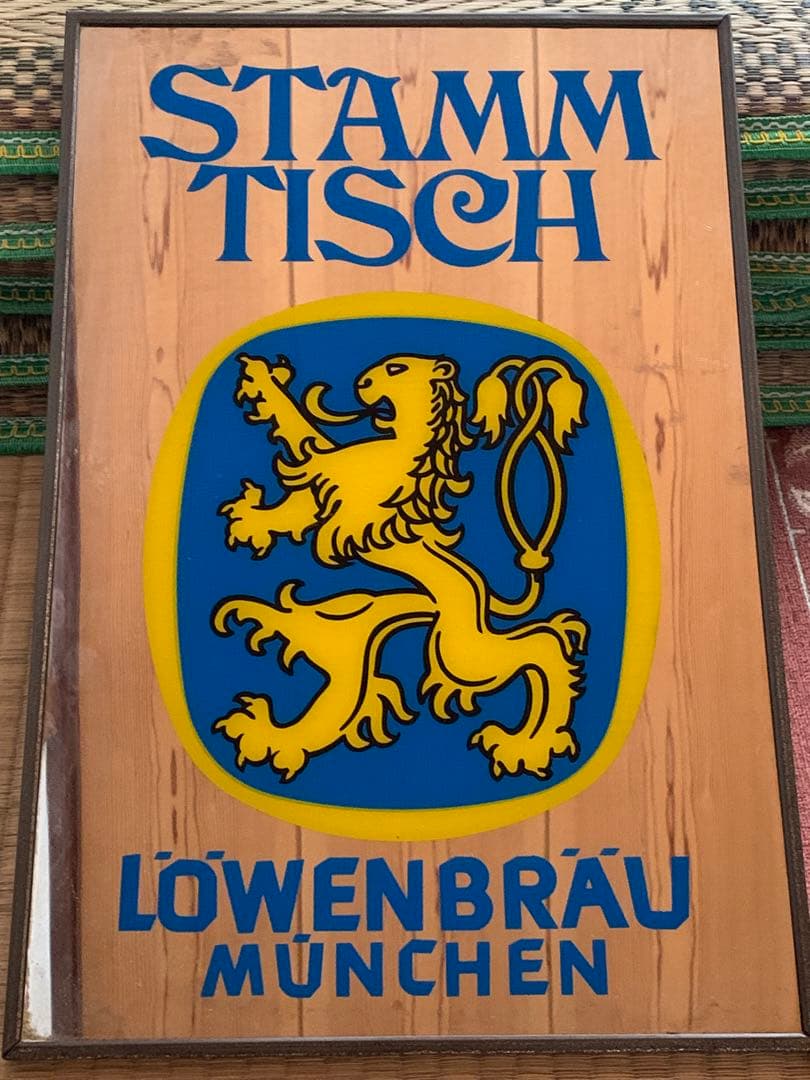 STAMM
TISCH
LÖWENBRÄU
MÜNCHEN